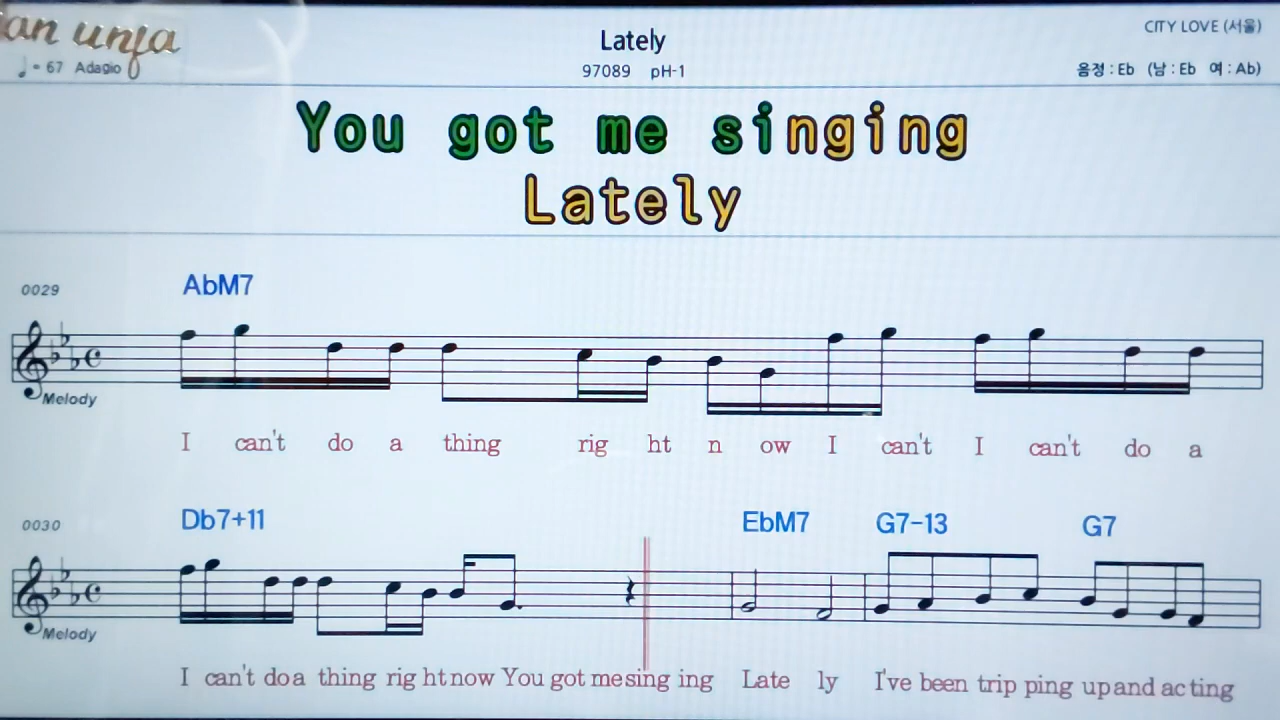 Lately
CITY LOVE (서울)
♩= 67 Adagio
97089 pH-1
음정 : Eb (남 : Eb 여 : Ab)
You got me singing
Lately
0029
AbM7
Melody
I can't do a thing rig ht n ow I can't I can't do a
0030
Db7+11 EbM7 G7-13 G7
Melody
I can't do a thing rig ht now You got me sing ing Late ly I've been trip ping up and ac ting